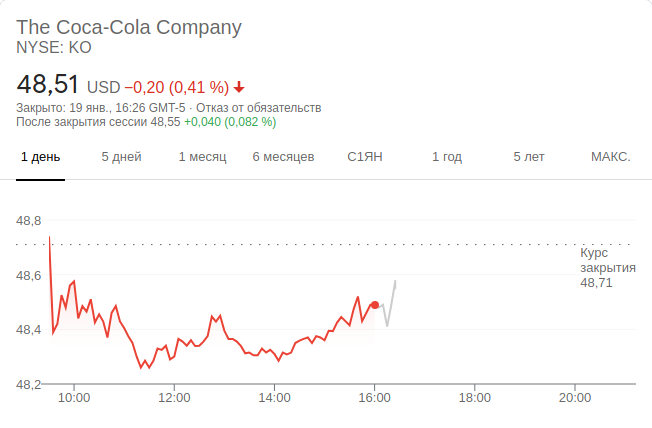 The Coca-Cola Company
NYSE: KO
48,51 USD −0,20 (0,41 %)
Закрыто: 19 янв., 16:26 GMT-5 · Отказ от обязательств
После закрытия сессии 48,55 +0,040 (0,082 %)
1 день 5 дней 1 месяц 6 месяцев С1ЯН 1 год 5 лет МАКС.
48,8
Курс
закрытия
48,71
48,6
48,4
48,2
10:00 12:00 14:00 16:00 18:00 20:00